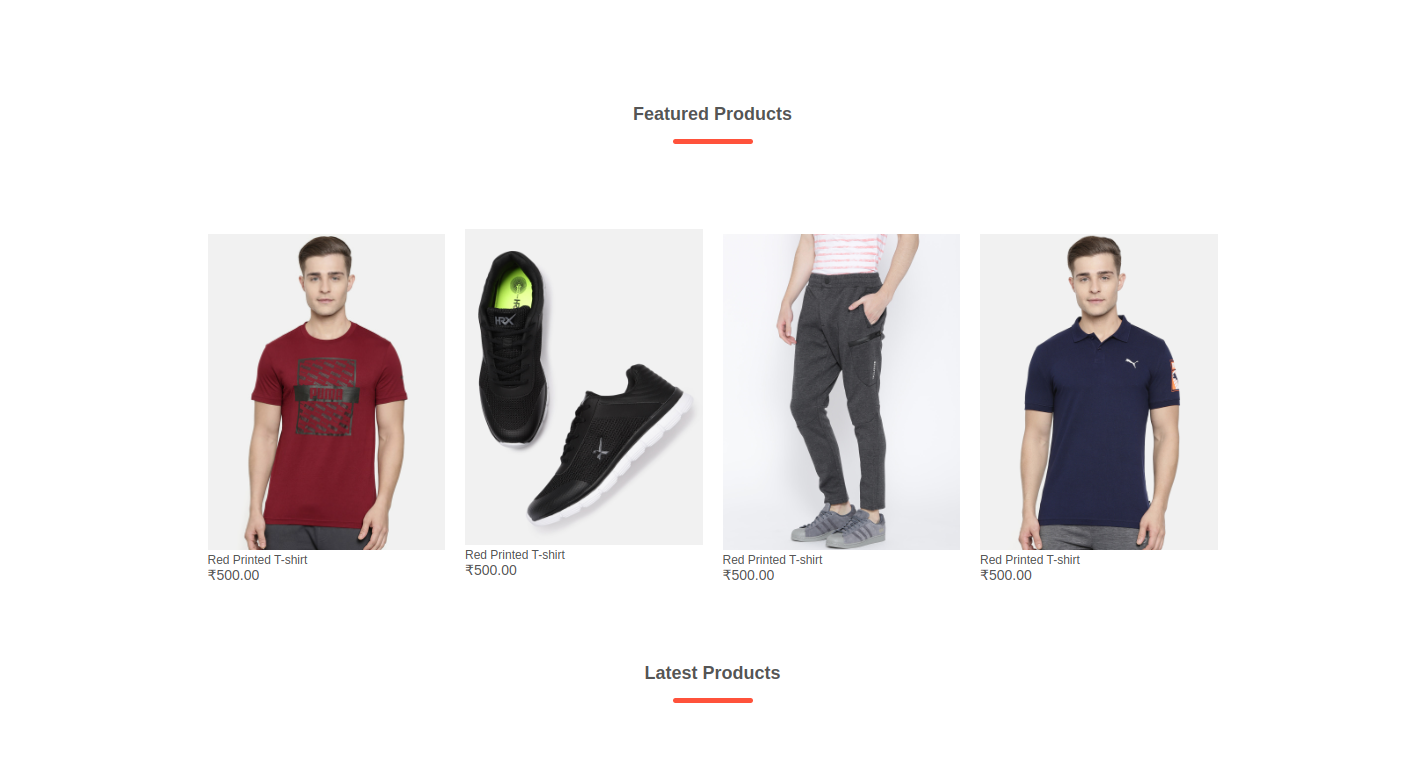 Featured Products
HRX
Red Printed T-shirt
₹500.00
Red Printed T-shirt
₹500.00
Red Printed T-shirt
₹500.00
Red Printed T-shirt
₹500.00
Latest Products